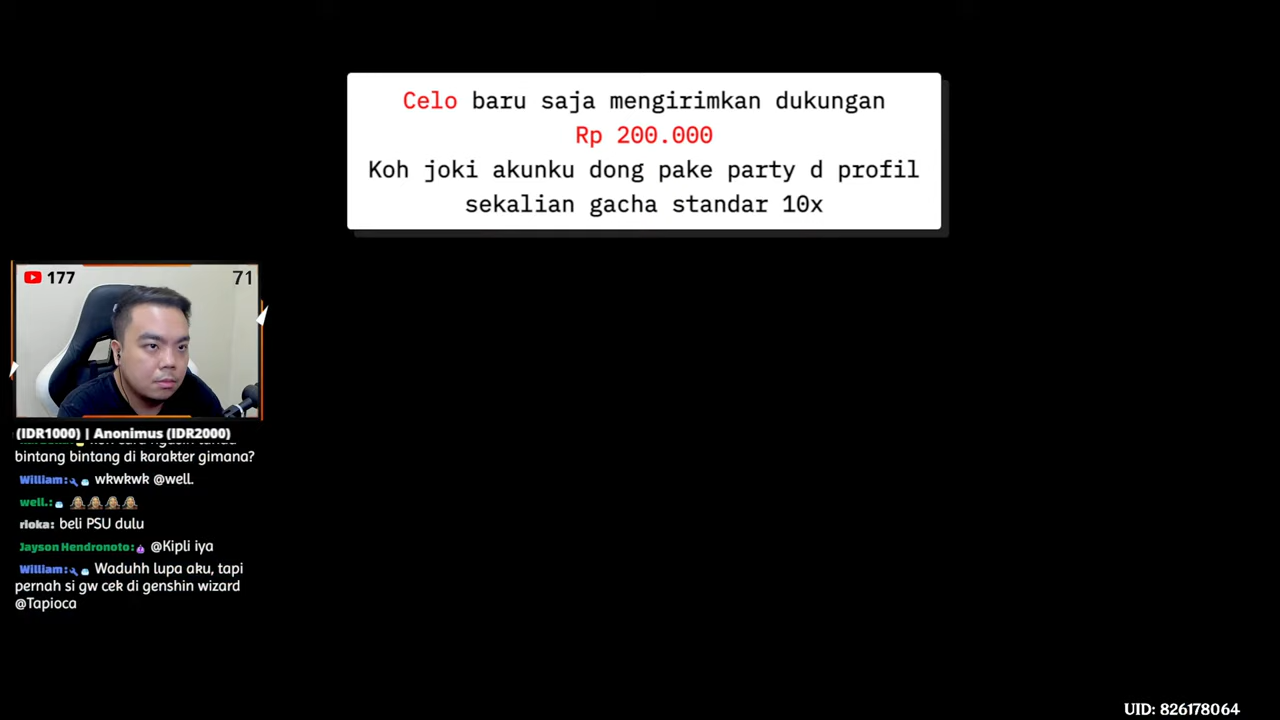 Celo baru saja mengirimkan dukungan
Rp 200.000
Koh joki akunku dong pake party d profil
sekalian gacha standar 10x
177
71
(IDR1000) | Anonimus (IDR2000)
bintang bintang di karakter gimana?
William: wkwkwk @well.
well.:
rioka: beli PSU dulu
Jayson Hendronoto: @Kipli iya
William: Waduhh lupa aku, tapi
pernah si gw cek di genshin wizard
@Tapioca
UID: 826178064